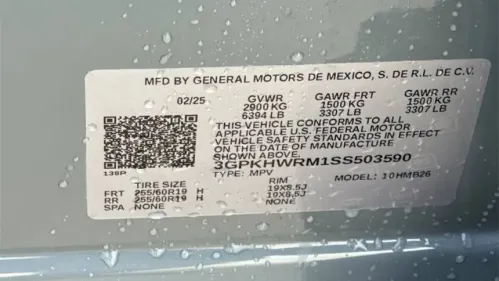 MFD BY GENERAL MOTORS DE MEXICO, S. DE R.L. DE C.V.
02/25 GVWR GAWR FRT GAWR RR
2900 KG 1500 KG 1500 KG
6394 LB 3307 LB 3307 LB
THIS VEHICLE CONFORMS TO ALL
APPLICABLE U.S. FEDERAL MOTOR
VEHICLE SAFETY STANDARDS IN EFFECT
ON THE DATE OF MANUFACTURE
SHOWN ABOVE.
3GPKHWRM1SS503590
138P TYPE: MPV MODEL: 10HMB26
TIRE SIZE RIM
FRT 255/60R19 H 19X8.5J
RR 255/60R19 H 19X8.5J
SPA NONE NONE